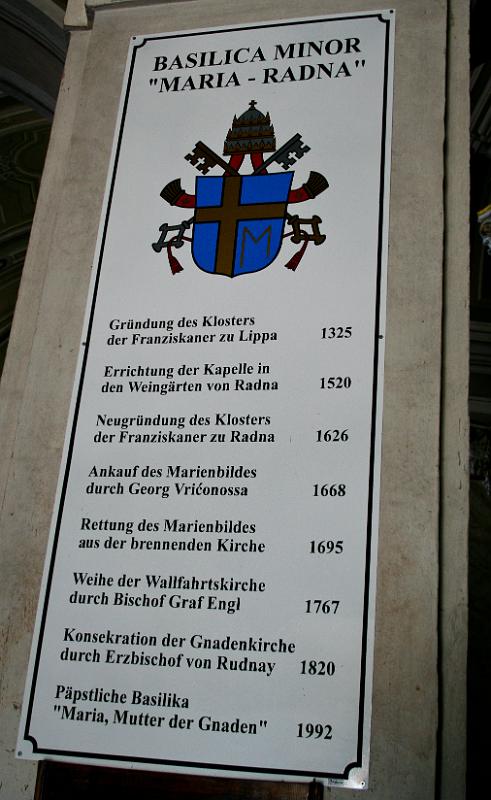 BASILICA MINOR
"MARIA - RADNA"
M
Gründung des Klosters
der Franziskaner zu Lippa 1325
Errichtung der Kapelle in
den Weingärten von Radna 1520
Neugründung des Klosters
der Franziskaner zu Radna 1626
Ankauf des Marienbildes
durch Georg Vrićonossa 1668
Rettung des Marienbildes
aus der brennenden Kirche 1695
Weihe der Wallfahrtskirche
durch Bischof Graf Engl 1767
Konsekration der Gnadenkirche
durch Erzbischof von Rudnay 1820
Päpstliche Basilika
"Maria, Mutter der Gnaden" 1992